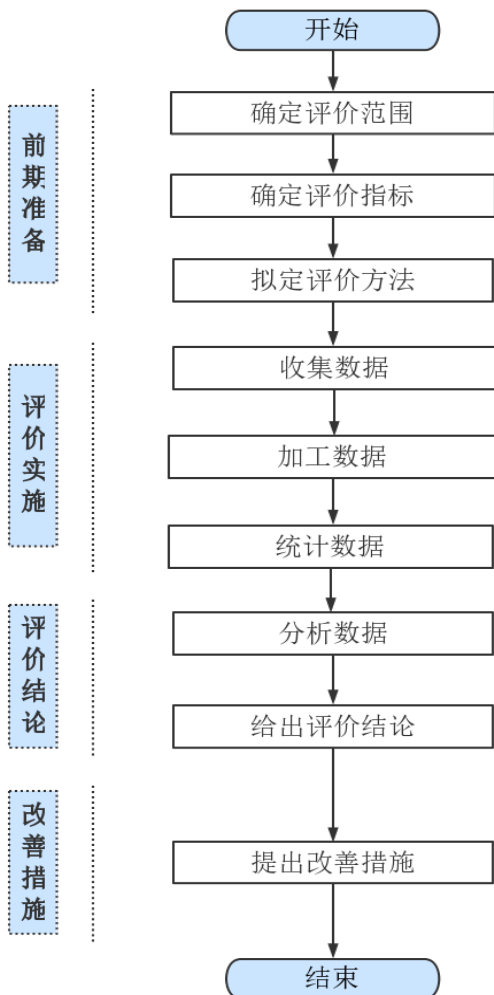 开始
前期准备
确定评价范围
确定评价指标
拟定评价方法
评价实施
收集数据
加工数据
统计数据
评价结论
分析数据
给出评价结论
改善措施
提出改善措施
结束